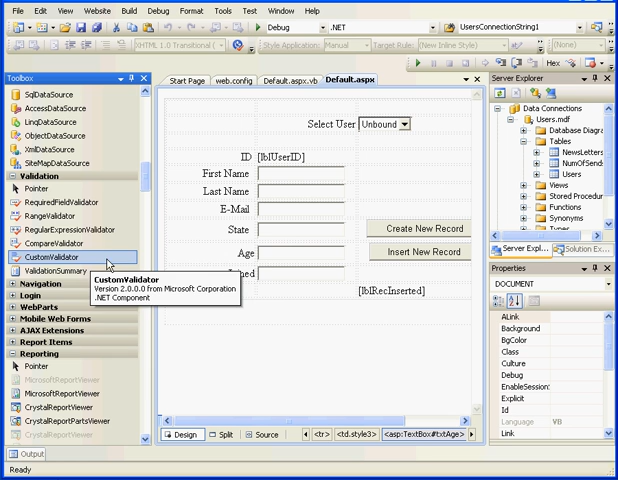 File Edit View Website Build Debug Format Tools Test Window Help
Debug .NET UsersConnectionString1
XHTML 1.0 Transitional ( Style Application: Manual Target Rule: (New Inline Style) (None)
Hex
Toolbox
SqlDataSource
AccessDataSource
LinqDataSource
ObjectDataSource
XmlDataSource
SiteMapDataSource
Validation
Pointer
RequiredFieldValidator
RangeValidator
RegularExpressionValidator
CompareValidator
CustomValidator
ValidationSummary
Navigation
Login
WebParts
Mobile Web Forms
AJAX Extensions
Report Items
Reporting
Pointer
MicrosoftReportViewer
MicrosoftReportViewer
CrystalReportViewer
CrystalReportPartsViewer
CrystalReportViewer
CustomValidator
Version 2.0.0.0 from Microsoft Corporation
.NET Component
Start Page web.config Default.aspx.vb Default.aspx
Select User Unbound
ID [lblUserID]
First Name
Last Name
E-Mail
State Create New Record
Age Insert New Record
[lblRecInserted]
Design Split Source <tr> <td.style3> <asp:TextBox#txtAge>
Server Explorer
Data Connections
Users.mdf
Database Diagra
Tables
NewsLetters
NumOfSends
Users
Views
Stored Procedur
Functions
Synonyms
Types
Server Expl... Solution Ex...
Properties
DOCUMENT
ALink
Background
BgColor
Class
Culture
Debug
EnableSession
Explicit
Id
Language VB
Link
Output
Ready